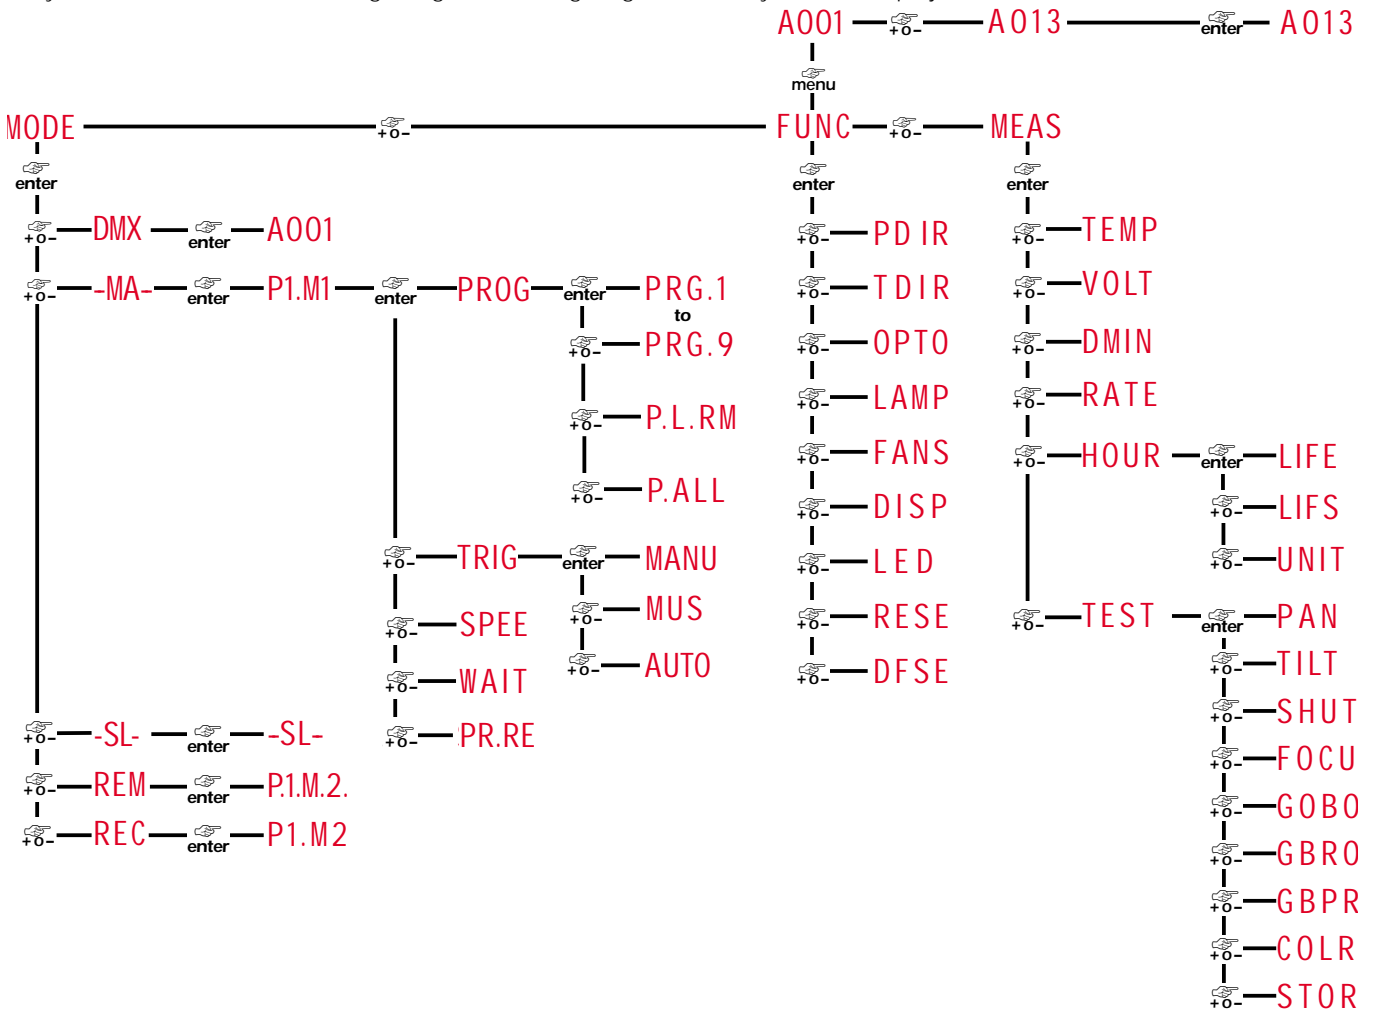 A001 +o- A013 enter A013
menu
MODE +o- FUNC +o- MEAS
enter enter enter
+o- DMX enter A001 +o- PDIR +o- TEMP
+o- -MA- enter P1.M1 enter PROG enter PRG.1 +o- TDIR +o- VOLT
to
+o- PRG.9 +o- OPTO +o- DMIN
+o- LAMP +o- RATE
+o- P.L.RM
+o- FANS +o- HOUR enter LIFE
+o- P.ALL
+o- DISP +o- LIFS
+o- TRIG enter MANU +o- LED +o- UNIT
+o- SPEE +o- MUS +o- RESE +o- TEST enter PAN
+o- WAIT +o- AUTO +o- DFSE +o- TILT
+o- -SL- enter -SL- +o- PR.RE +o- SHUT
+o- REM enter P.1.M.2. +o- FOCU
+o- REC enter P1.M2 +o- GOBO
+o- GBRO
+o- GBPR
+o- COLR
+o- STOR